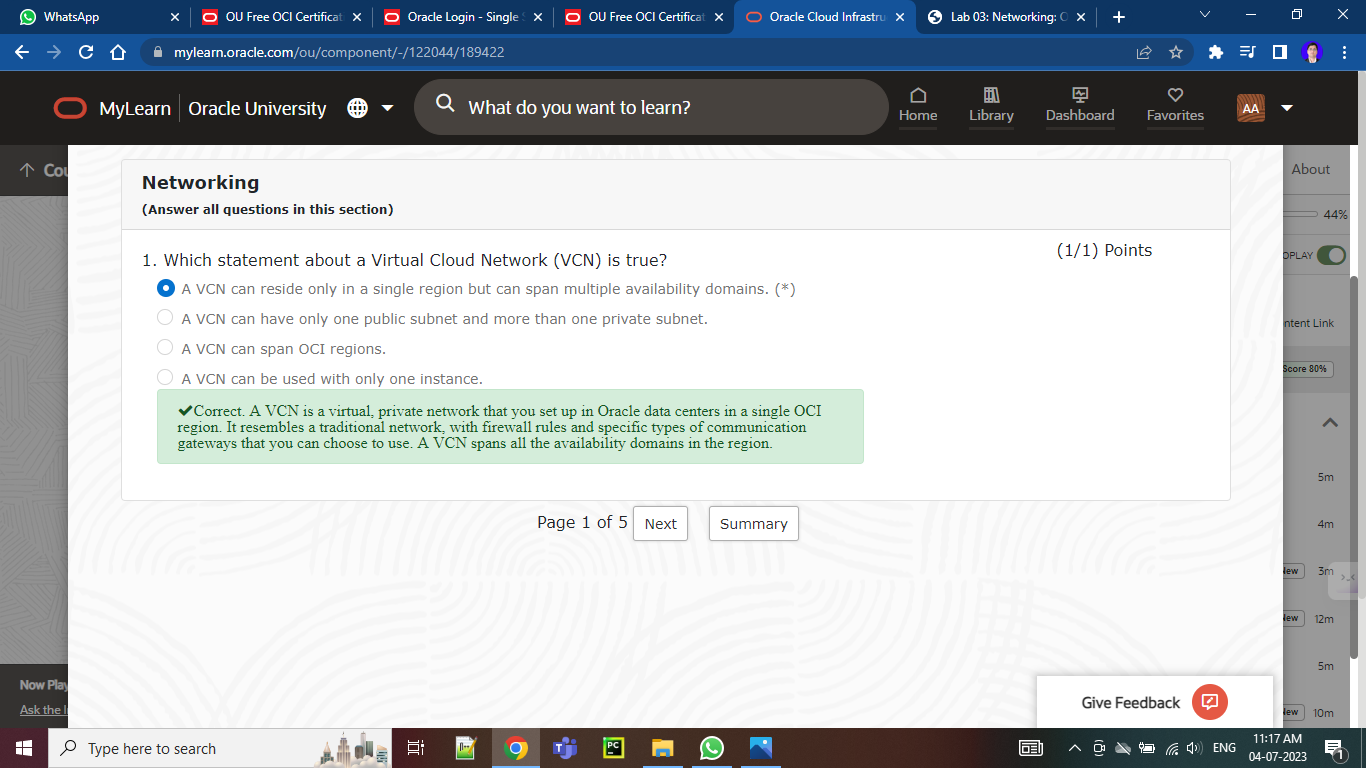 WhatsApp
OU Free OCI Certificat
Oracle Login - Single S
OU Free OCI Certificat
Oracle Cloud Infrastru
Lab 03: Networking: O
mylearn.oracle.com/ou/component/-/122044/189422
MyLearn
Oracle University
What do you want to learn?
Home
Library
Dashboard
Favorites
AA
Cou
About
Networking
(Answer all questions in this section)
44%
1. Which statement about a Virtual Cloud Network (VCN) is true?
(1/1) Points
OPLAY
A VCN can reside only in a single region but can span multiple availability domains. (*)
A VCN can have only one public subnet and more than one private subnet.
ntent Link
A VCN can span OCI regions.
Score 80%
A VCN can be used with only one instance.
✔Correct. A VCN is a virtual, private network that you set up in Oracle data centers in a single OCI
region. It resembles a traditional network, with firewall rules and specific types of communication
gateways that you can choose to use. A VCN spans all the availability domains in the region.
5m
Page 1 of 5
Next
Summary
4m
New 3m
New 12m
5m
Now Play
Ask the I
Give Feedback
New 10m
Type here to search
PC
ENG
11:17 AM
04-07-2023
1